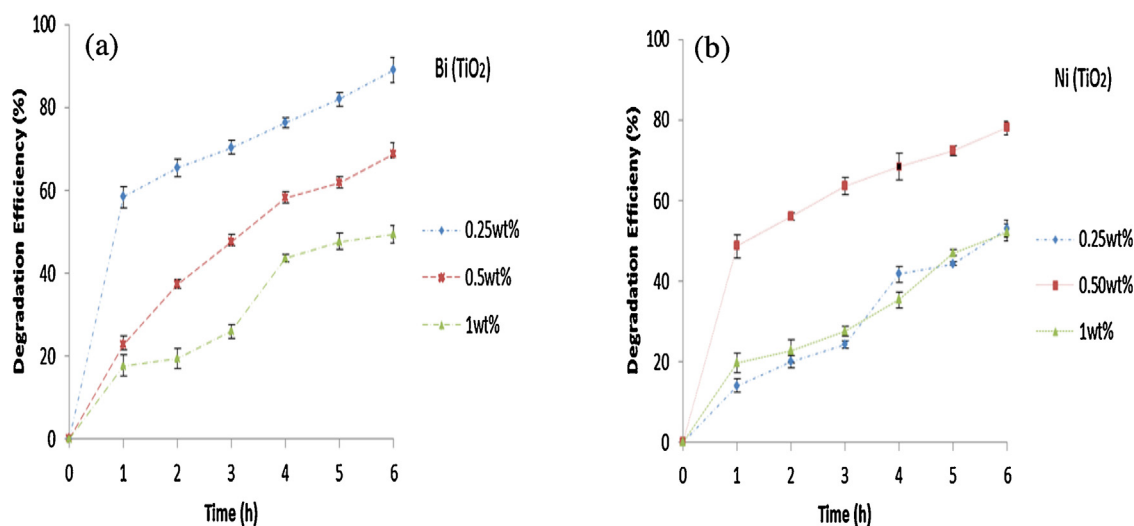 (a)
Bi (TiO₂)
Degradation Efficiency (%)
100
80
60
40
20
0
0 1 2 3 4 5 6
Time (h)
0.25wt%
0.5wt%
1wt%
(b)
Ni (TiO₂)
Degradation Efficieny (%)
100
80
60
40
20
0
0 1 2 3 4 5 6
Time (h)
0.25wt%
0.50wt%
1wt%